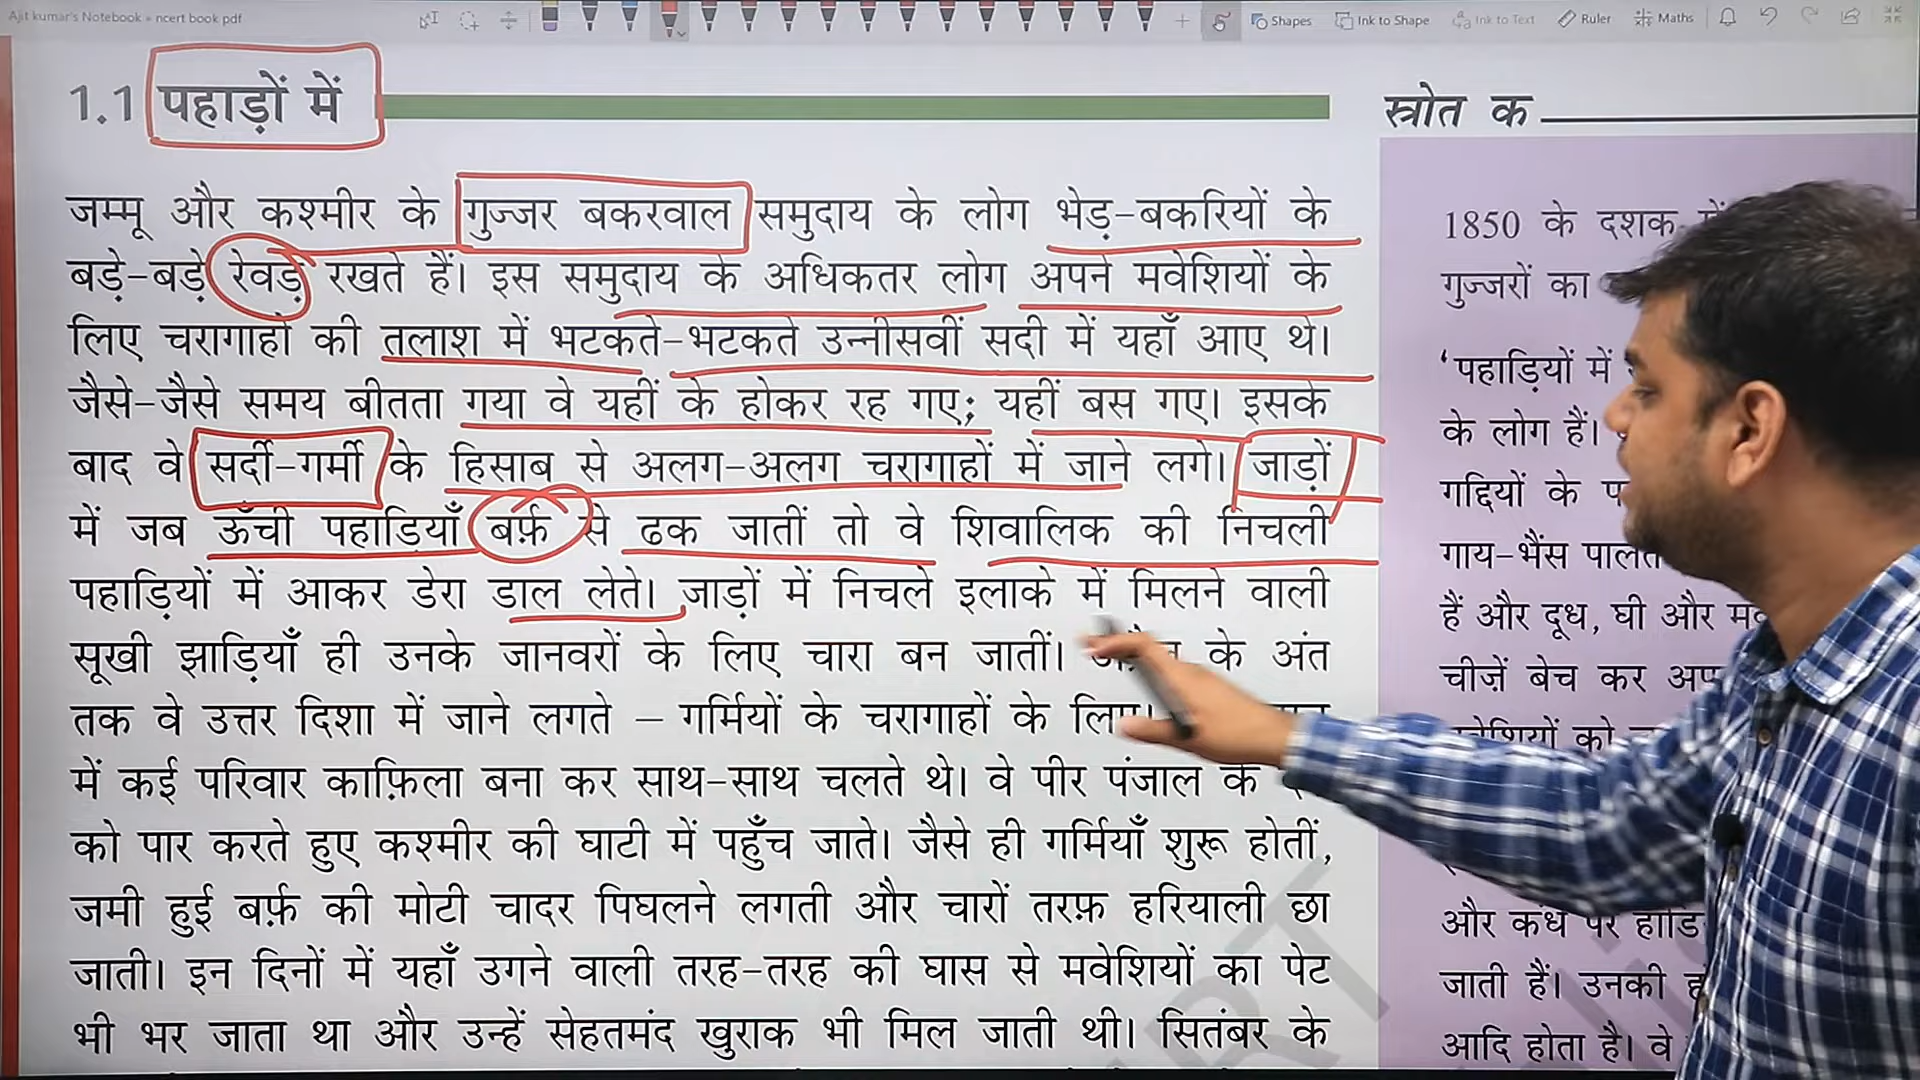 Ajit kumar's Notebook » ncert book pdf
Shapes
Ink to Shape
Ink to Text
Ruler
Maths
1.1 पहाड़ों में
जम्मू और कश्मीर के गुज्जर बकरवाल समुदाय के लोग भेड़-बकरियों के
बड़े-बड़े रेवड़ रखते हैं। इस समुदाय के अधिकतर लोग अपने मवेशियों के
लिए चरागाहों की तलाश में भटकते-भटकते उन्नीसवीं सदी में यहाँ आए थे।
जैसे-जैसे समय बीतता गया वे यहीं के होकर रह गए; यहीं बस गए। इसके
बाद वे सर्दी-गर्मी के हिसाब से अलग-अलग चरागाहों में जाने लगे। जाड़ों
में जब ऊँची पहाड़ियाँ बर्फ़ से ढक जातीं तो वे शिवालिक की निचली
पहाड़ियों में आकर डेरा डाल लेते। जाड़ों में निचले इलाके में मिलने वाली
सूखी झाड़ियाँ ही उनके जानवरों के लिए चारा बन जातीं। के अंत
तक वे उत्तर दिशा में जाने लगते – गर्मियों के चरागाहों के लिए।
में कई परिवार काफ़िला बना कर साथ-साथ चलते थे। वे पीर पंजाल के
को पार करते हुए कश्मीर की घाटी में पहुँच जाते। जैसे ही गर्मियाँ शुरू होतीं,
जमी हुई बर्फ़ की मोटी चादर पिघलने लगती और चारों तरफ़ हरियाली छा
जाती। इन दिनों में यहाँ उगने वाली तरह-तरह की घास से मवेशियों का पेट
भी भर जाता था और उन्हें सेहतमंद खुराक भी मिल जाती थी। सितंबर के
स्रोत क
1850 के दशक में
गुज्जरों का
'पहाड़ियों में
के लोग हैं।
गद्दियों के
गाय-भैंस
हैं और दूध, घी और
चीज़ें बेच कर
को
और कंधे पर
जाती हैं। उनकी
आदि होता है। वे